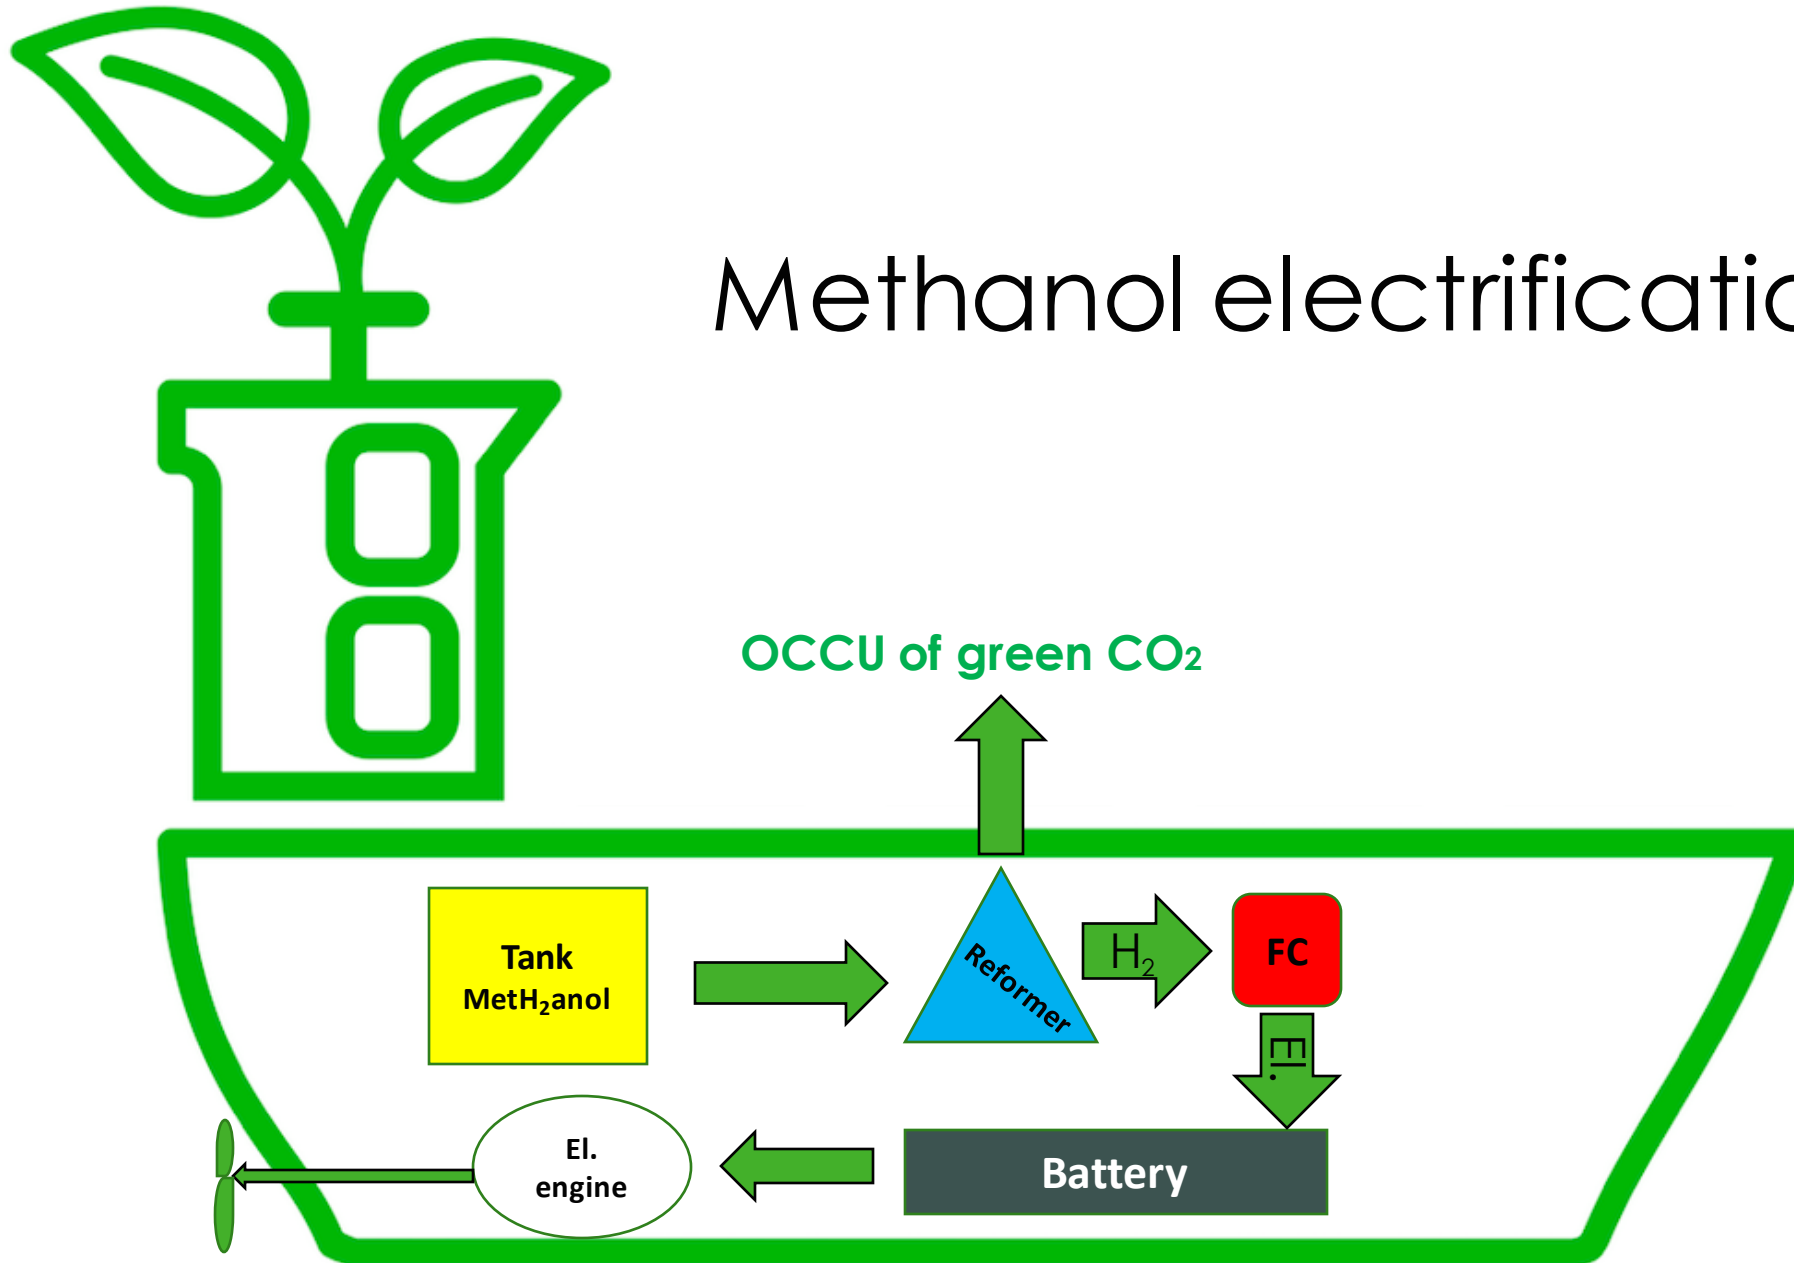 Methanol electrificatio
OCCU of green CO₂
Tank
MetH₂anol
Reformer
H₂
FC
El.
Battery
El.
engine